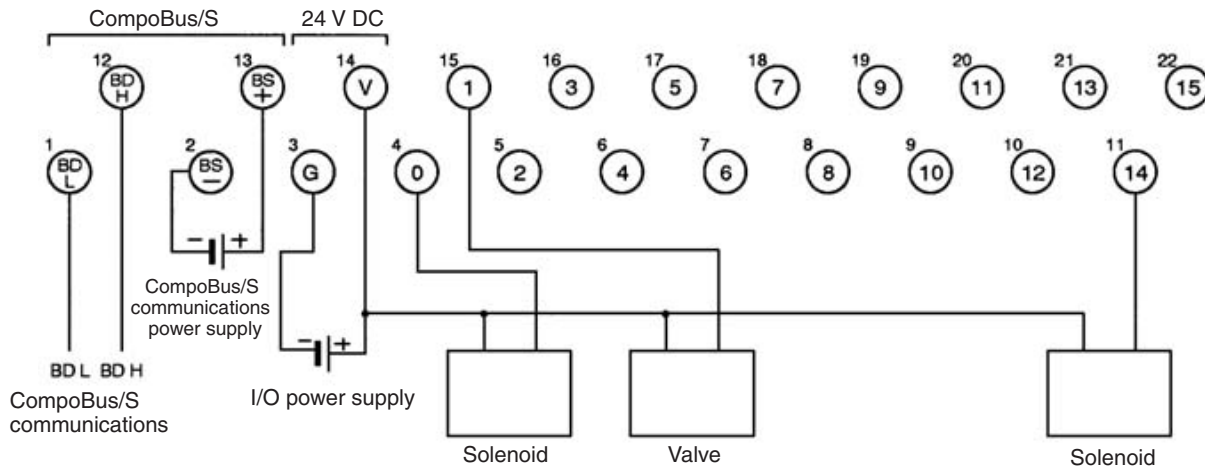 CompoBus/S 24 V DC
12 13 14 15 16 17 18 19 20 21 22
BD H BS + V 1 3 5 7 9 11 13 15
1 2 3 4 5 6 7 8 9 10 11
BD L BS − G 0 2 4 6 8 10 12 14
− +
CompoBus/S
communications
power supply
− +
BD L BD H
CompoBus/S
communications
I/O power supply
Solenoid Valve Solenoid